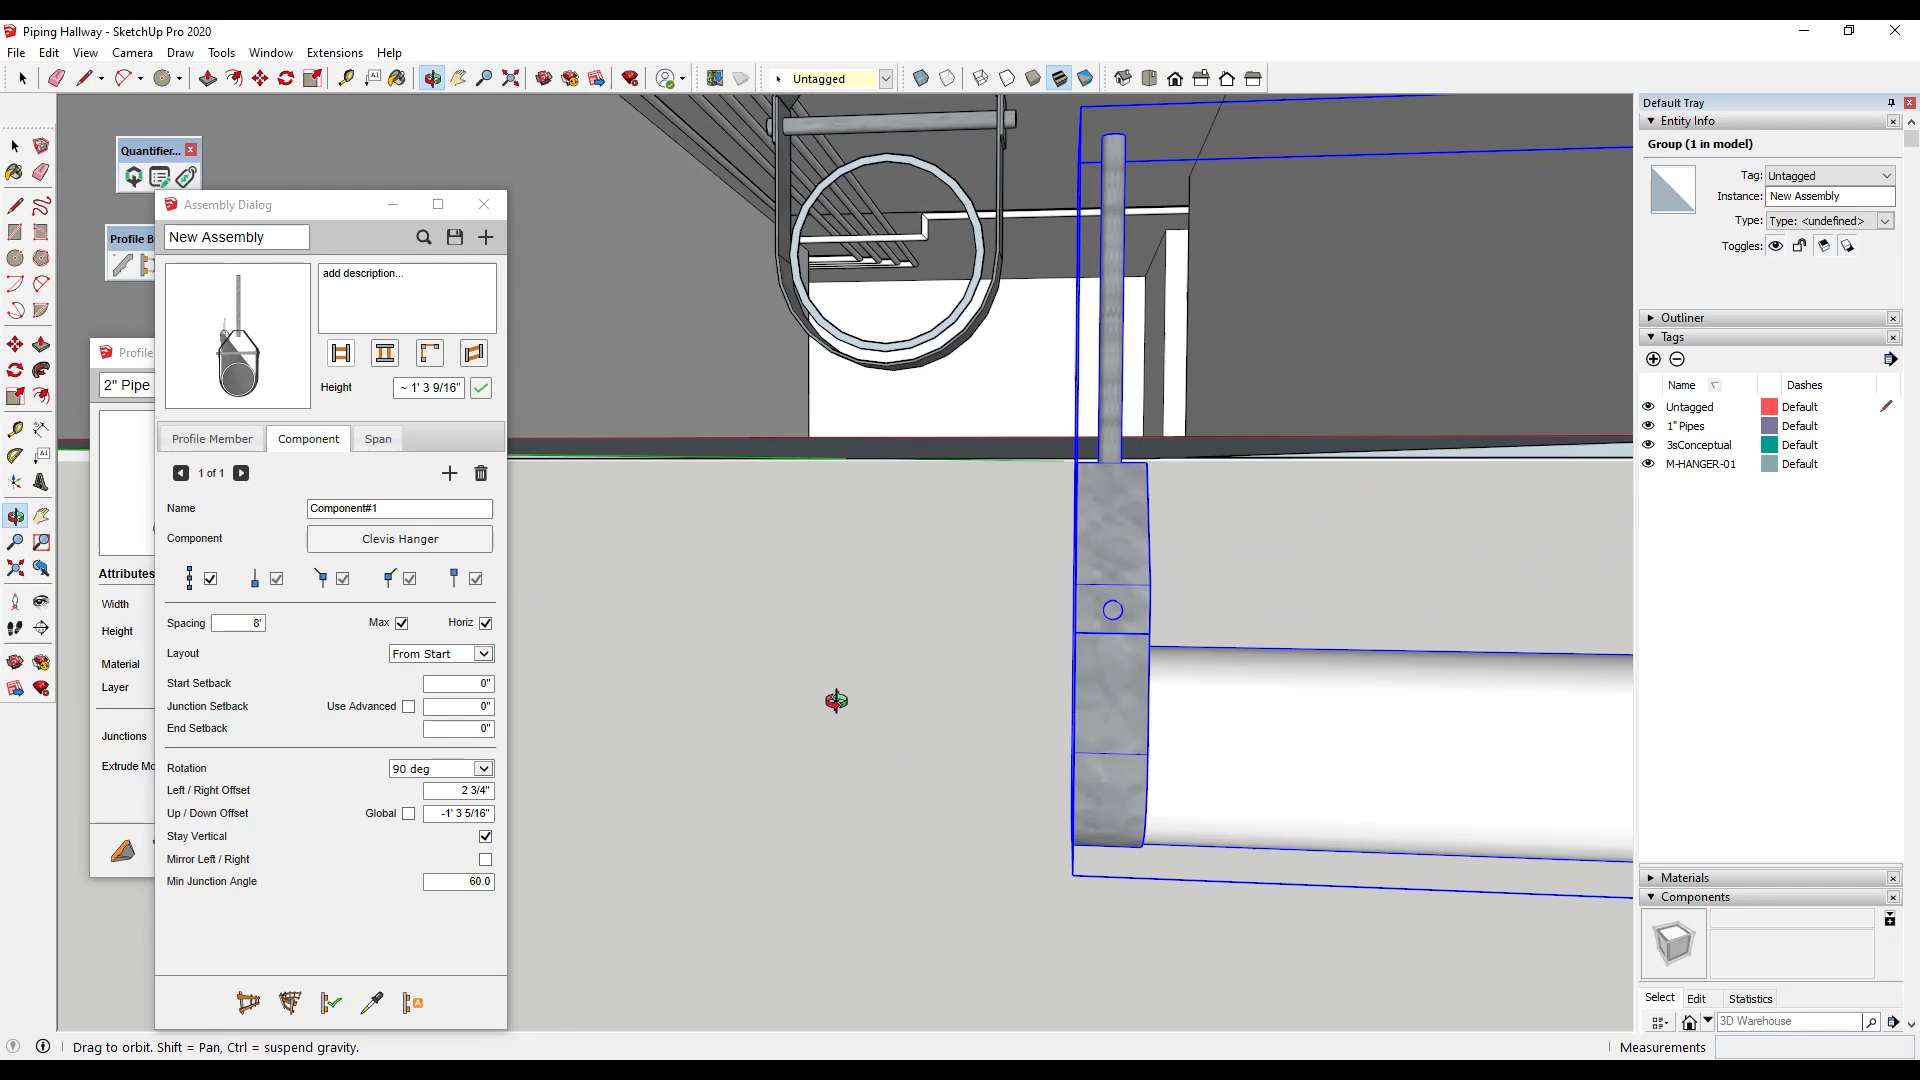 Piping Hallway - SketchUp Pro 2020
File Edit View Camera Draw Tools Window Extensions Help
Untagged
Default Tray
Entity Info
Group (1 in model)
Tag: Untagged
Instance: New Assembly
Type: Type: <undefined>
Toggles:
Outliner
Tags
Name Dashes
Untagged Default
1" Pipes Default
3sConceptual Default
M-HANGER-01 Default
Materials
Components
Select Edit Statistics
3D Warehouse
Quantifier...
Profile B
Profile
2" Pipe
Attributes
Width
Height
Material
Layer
Junctions
Extrude Mo
Assembly Dialog
New Assembly
add description...
Height ~ 1' 3 9/16"
Profile Member Component Span
1 of 1
Name Component#1
Component Clevis Hanger
Spacing 8' Max Horiz
Layout From Start
Start Setback 0"
Junction Setback Use Advanced 0"
End Setback 0"
Rotation 90 deg
Left / Right Offset 2 3/4"
Up / Down Offset Global -1' 3 5/16"
Stay Vertical
Mirror Left / Right
Min Junction Angle 60.0
Drag to orbit. Shift = Pan, Ctrl = suspend gravity.
Measurements